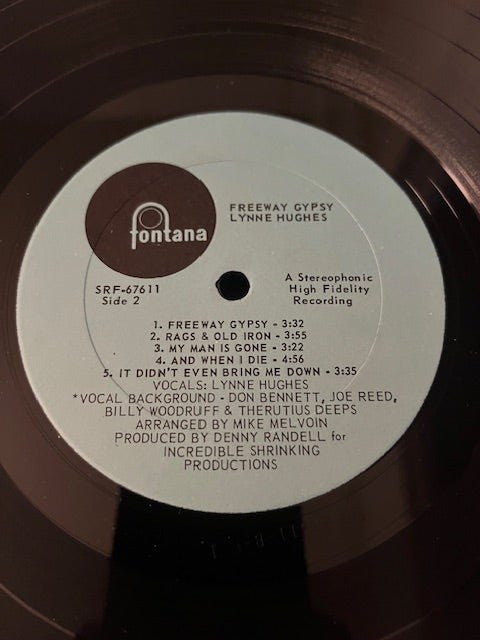 FREEWAY GYPSY
LYNNE HUGHES
fontana
SRF-67611
Side 2
A Stereophonic
High Fidelity
Recording
1. FREEWAY GYPSY - 3:32
2. RAGS & OLD IRON - 3:55
3. MY MAN IS GONE - 3:22
4. AND WHEN I DIE - 4:56
5. IT DIDN'T EVEN BRING ME DOWN - 3:35
VOCALS: LYNNE HUGHES
*VOCAL BACKGROUND - DON BENNETT, JOE REED,
BILLY WOODRUFF & THERUTIUS DEEPS
ARRANGED BY MIKE MELVOIN
PRODUCED BY DENNY RANDELL for
INCREDIBLE SHRINKING
PRODUCTIONS